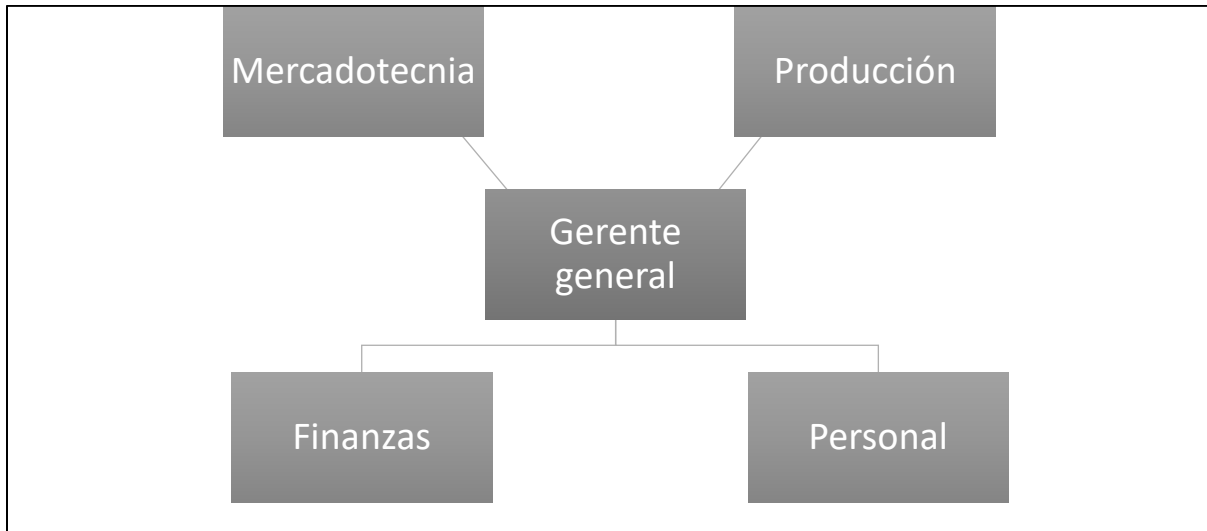 Mercadotecnia
Producción
Gerente
general
Finanzas
Personal